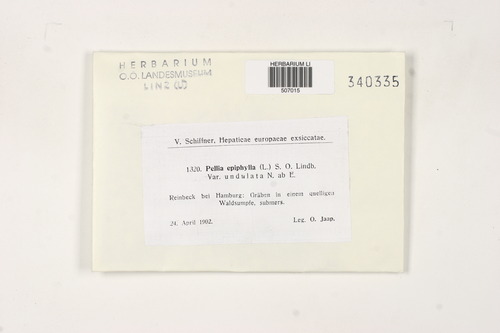 HERBARIUM
O.Ö. LANDESMUSEUM
LINZ (LI)
HERBARIUM LI
507015
340335
V. Schiffner, Hepaticae europaeae exsiccatae.
1320. Pellia epiphylla (L.) S. O. Lindh.
Var. undulata N. ab E.
Reinbeck bei Hamburg: Gräben in einem quelligen
Waldsumpfe, submers.
24. April 1902.
Leg. O. Jaap.